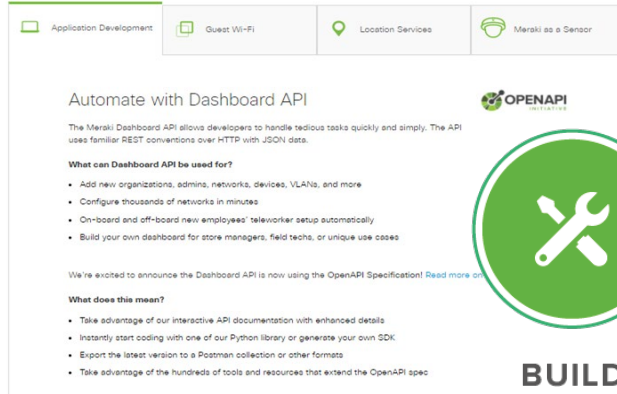 Application Development
Guest Wi-Fi
Location Services
Meraki as a Sensor
Automate with Dashboard API
OPENAPI
INITIATIVE
The Meraki Dashboard API allows developers to handle tedious tasks quickly and simply. The API
uses familiar REST conventions over HTTP with JSON data.
What can Dashboard API be used for?
• Add new organizations, admins, networks, devices, VLANs, and more
• Configure thousands of networks in minutes
• On-board and off-board new employees' teleworker setup automatically
• Build your own dashboard for store managers, field techs, or unique use cases
We're excited to announce the Dashboard API is now using the OpenAPI Specification! Read more on
What does this mean?
• Take advantage of our interactive API documentation with enhanced details
• Instantly start coding with one of our Python library or generate your own SDK
• Export the latest version to a Postman collection or other formats
• Take advantage of the hundreds of tools and resources that extend the OpenAPI spec
BUILD